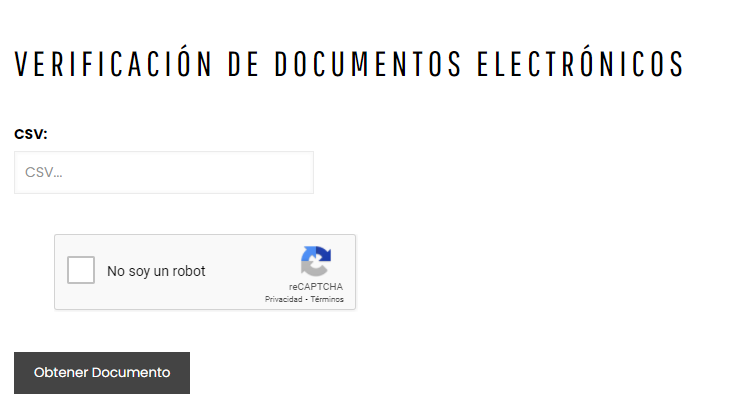 VERIFICACIÓN DE DOCUMENTOS ELECTRÓNICOS
CSV:
CSV...
No soy un robot
reCAPTCHA
Privacidad - Términos
Obtener Documento